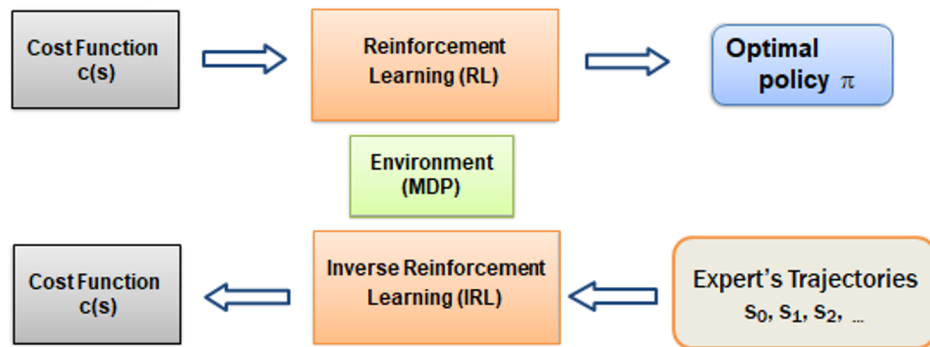 Cost Function
c(s)
Reinforcement
Learning (RL)
Optimal
policy π
Environment
(MDP)
Cost Function
c(s)
Inverse Reinforcement
Learning (IRL)
Expert's Trajectories
s₀, s₁, s₂, ...